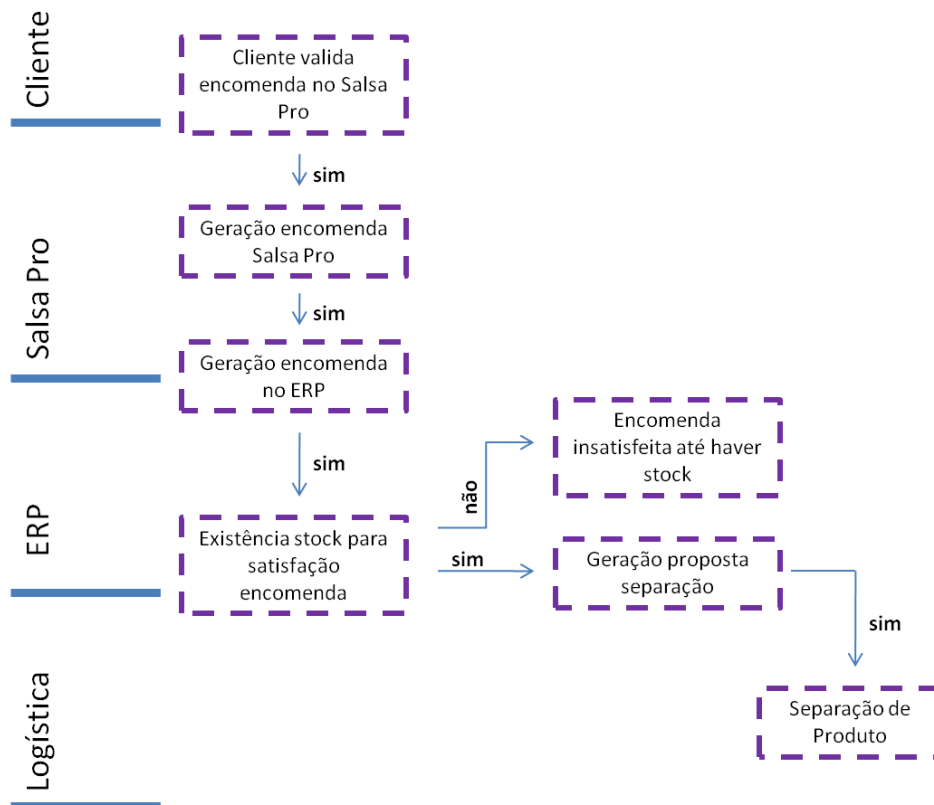 Cliente
Cliente valida
encomenda no Salsa
Pro
sim
Salsa Pro
Geração encomenda
Salsa Pro
sim
Geração encomenda
no ERP
sim
ERP
Existência stock para
satisfação
encomenda
não
Encomenda
insatisfeita até haver
stock
sim
Geração proposta
separação
sim
Logística
Separação de
Produto